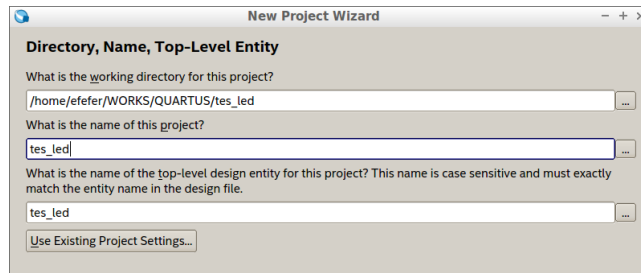 New Project Wizard
Directory, Name, Top-Level Entity
What is the working directory for this project?
/home/efefer/WORKS/QUARTUS/tes_led
...
What is the name of this project?
tes_led
...
What is the name of the top-level design entity for this project? This name is case sensitive and must exactly
match the entity name in the design file.
tes_led
...
Use Existing Project Settings...